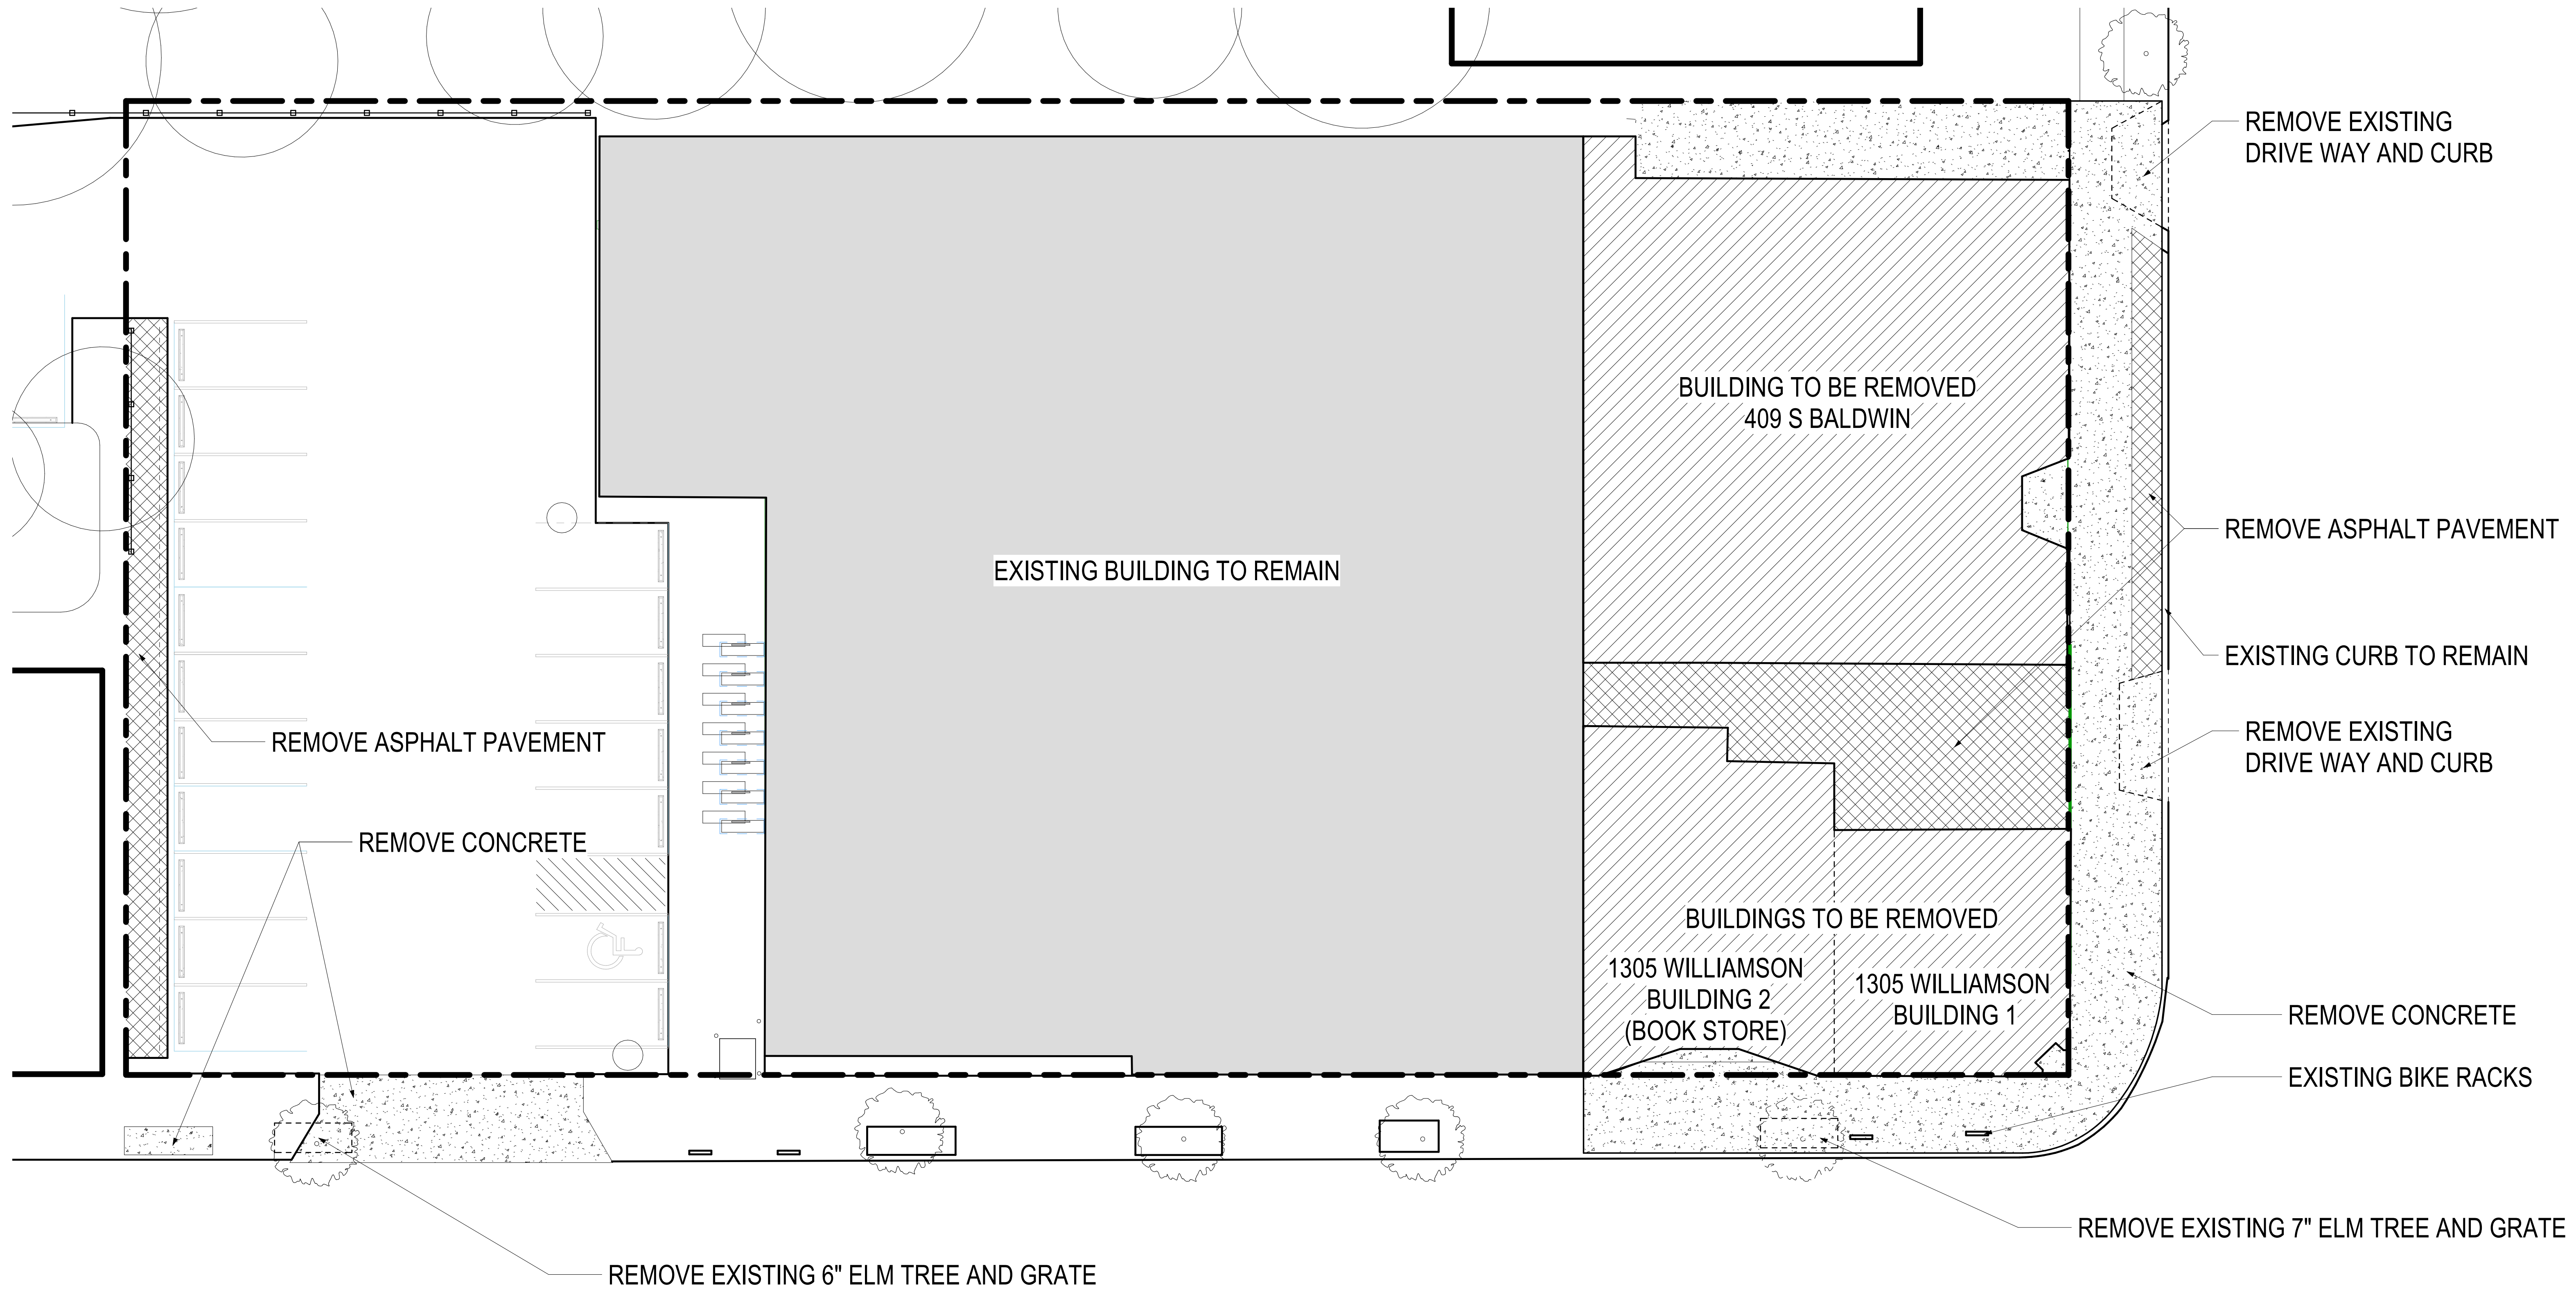 REMOVE EXISTING
DRIVE WAY AND CURB
BUILDING TO BE REMOVED
409 S BALDWIN
REMOVE ASPHALT PAVEMENT
EXISTING BUILDING TO REMAIN
EXISTING CURB TO REMAIN
REMOVE EXISTING
DRIVE WAY AND CURB
REMOVE ASPHALT PAVEMENT
REMOVE CONCRETE
BUILDINGS TO BE REMOVED
1305 WILLIAMSON
BUILDING 2
(BOOK STORE)
1305 WILLIAMSON
BUILDING 1
REMOVE CONCRETE
EXISTING BIKE RACKS
REMOVE EXISTING 7" ELM TREE AND GRATE
REMOVE EXISTING 6" ELM TREE AND GRATE